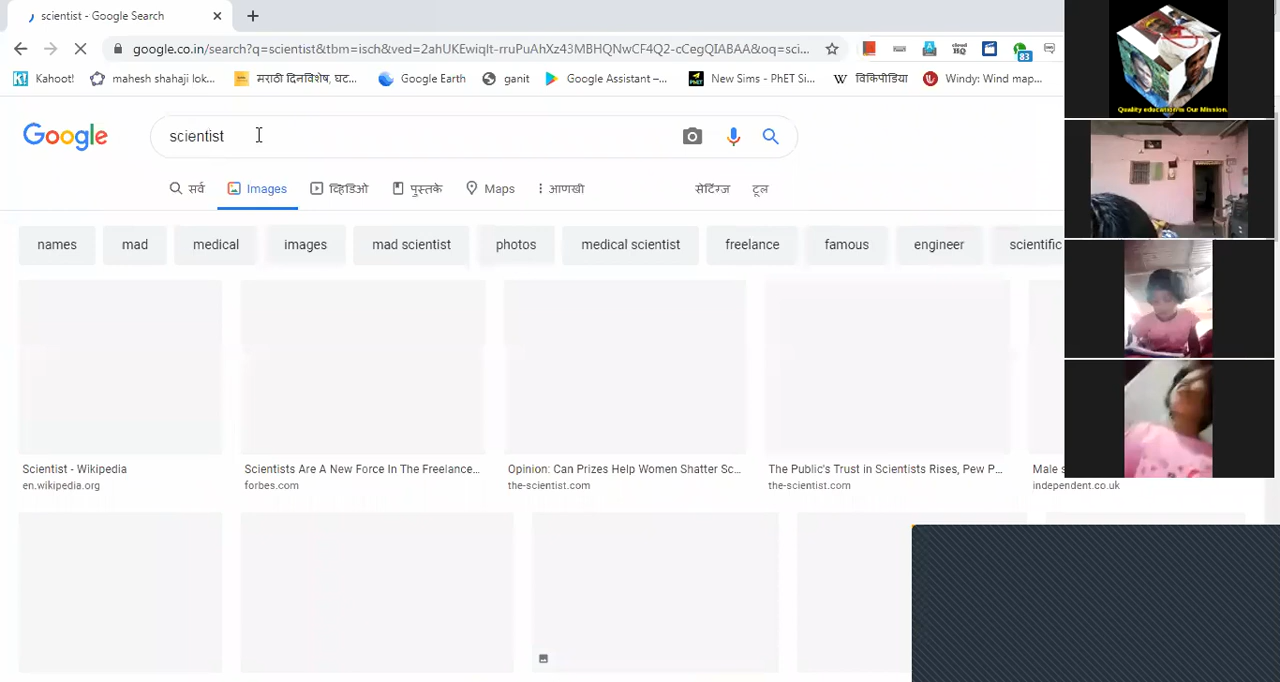 scientist - Google Search
google.co.in/search?q=scientist&tbm=isch&ved=2ahUKEwiqIt-rruPuAhXz43MBHQNwCF4Q2-cCegQIABAA&oq=sci...
83
Kahoot! mahesh shahaji lok... मराठी दिनविशेष, घट... Google Earth ganit Google Assistant –... New Sims - PhET Si... विकिपीडिया Windy: Wind map...
Google scientist
सर्व Images व्हिडिओ पुस्तके Maps आणखी सेटिंग्ज टूल
names mad medical images mad scientist photos medical scientist freelance famous engineer scientific
Scientist - Wikipedia
en.wikipedia.org
Scientists Are A New Force In The Freelance...
forbes.com
Opinion: Can Prizes Help Women Shatter Sc...
the-scientist.com
The Public's Trust in Scientists Rises, Pew P...
the-scientist.com
Male s
independent.co.uk
Quality education is Our Mission.